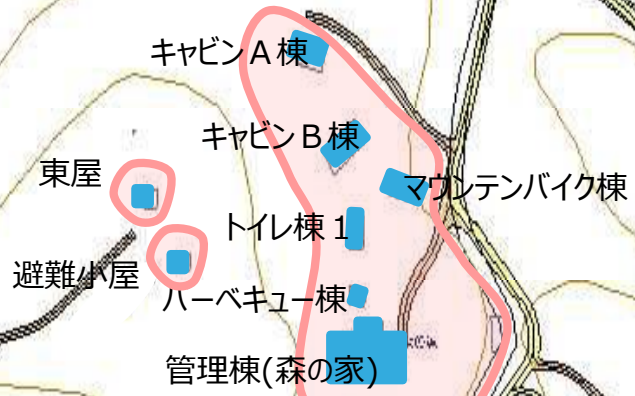 キャビンA棟
キャビンB棟
東屋
マウンテンバイク棟
トイレ棟1
避難小屋
バーベキュー棟
管理棟(森の家)